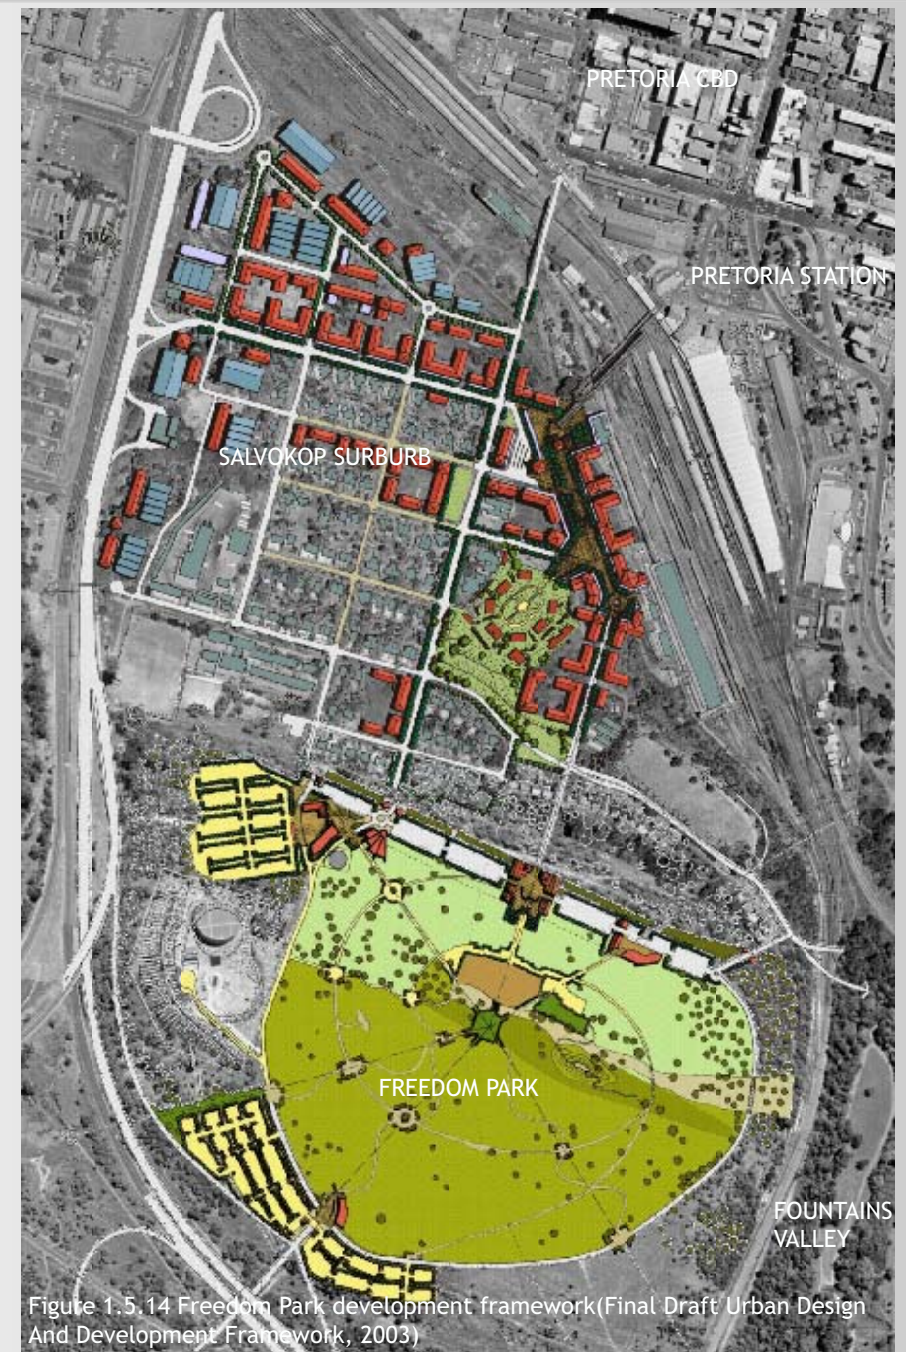 PRETORIA CBD
PRETORIA STATION
SALVOKOP SURBURB
FREEDOM PARK
FOUNTAINS
VALLEY
Figure 1.5.14 Freedom Park development framework(Final Draft Urban Design
And Development Framework, 2003)